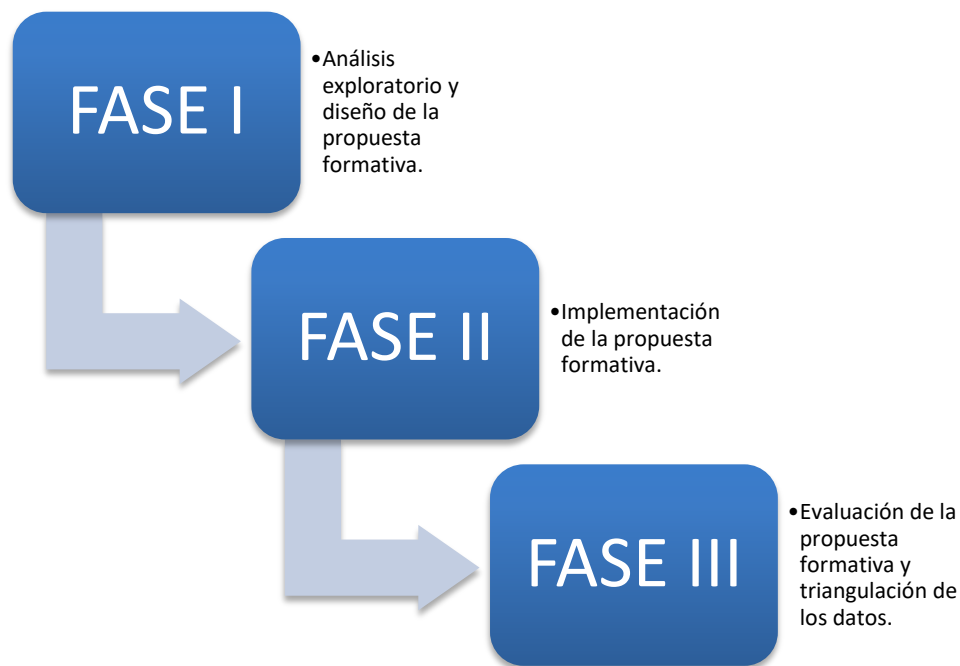 FASE I
•Análisis
exploratorio y
diseño de la
propuesta
formativa.
FASE II
•Implementación
de la propuesta
formativa.
FASE III
•Evaluación de la
propuesta
formativa y
triangulación de
los datos.